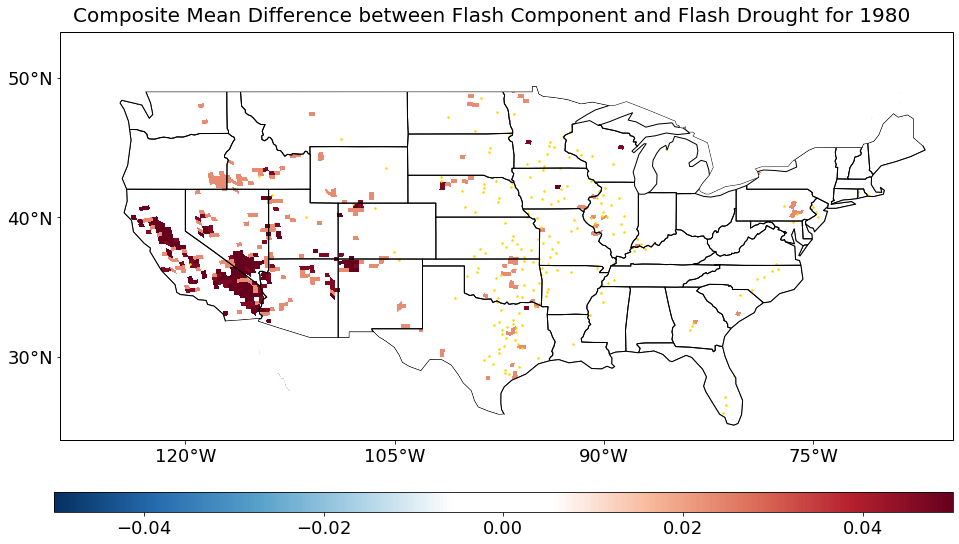 Composite Mean Difference between Flash Component and Flash Drought for 1980
50°N
40°N
30°N
120°W 105°W 90°W 75°W
−0.04 −0.02 0.00 0.02 0.04